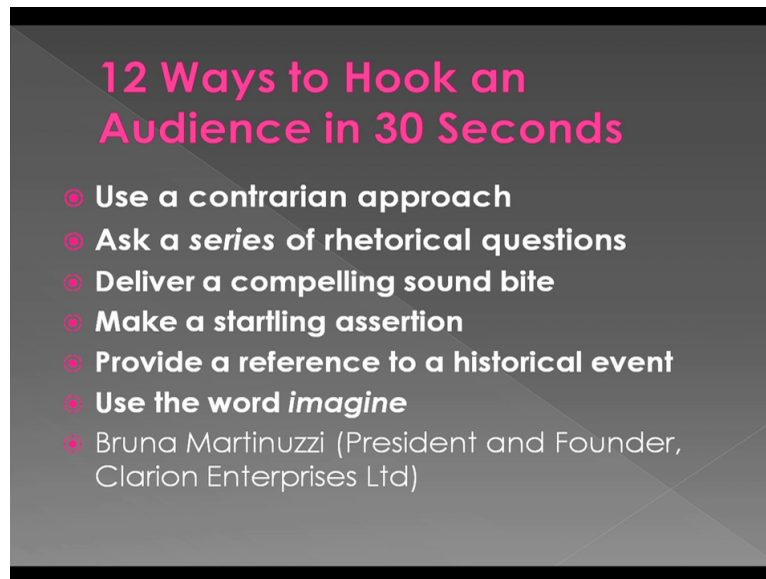 12 Ways to Hook an
Audience in 30 Seconds
Use a contrarian approach
Ask a series of rhetorical questions
Deliver a compelling sound bite
Make a startling assertion
Provide a reference to a historical event
Use the word imagine
Bruna Martinuzzi (President and Founder,
Clarion Enterprises Ltd)